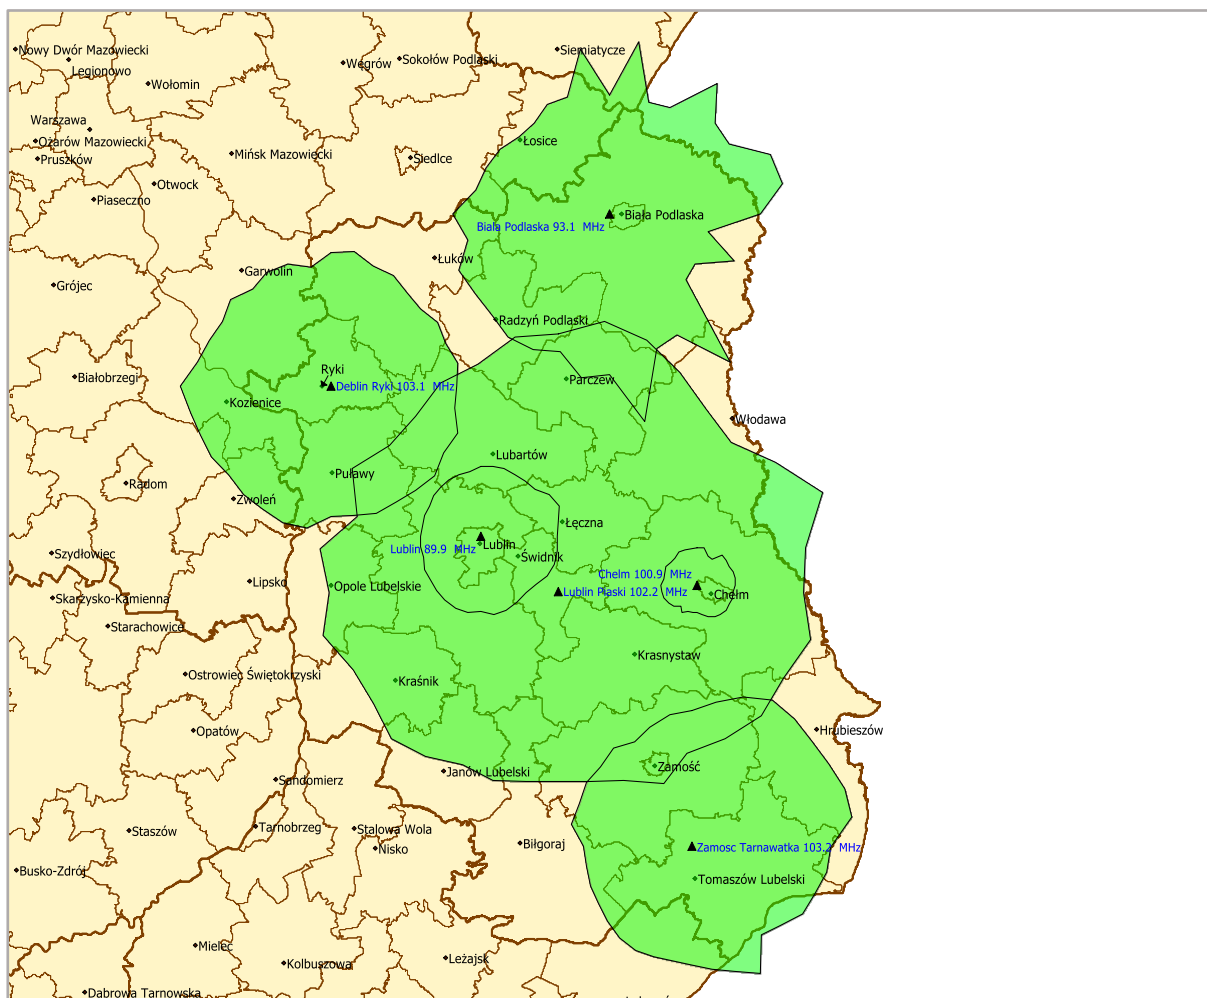 Nowy Dwór Mazowiecki
Siemiatycze
Legionowo
Węgrów
Sokołów Podlaski
Wołomin
Warszawa
Ożarów Mazowiecki
Łosice
Pruszków
Mińsk Mazowiecki
Siedlce
Otwock
Piaseczno
Biała Podlaska
Biala Podlaska 93.1 MHz
Łuków
Garwolin
Grójec
Radzyń Podlaski
Ryki
Białobrzegi
Deblin Ryki 103.1 MHz
Parczew
Kozienice
Włodawa
Lubartów
Puławy
Radom
Zwoleń
Łęczna
Lublin
Lublin 89.9 MHz
Szydłowiec
Świdnik
Chelm 100.9 MHz
Lipsko
Opole Lubelskie
Lublin Piaski 102.2 MHz
Chełm
Skarzysko-Kamienna
Starachowice
Krasnystaw
Ostrowiec Świętokrzyski
Kraśnik
Opatów
Hrubieszów
Zamość
Janów Lubelski
Sandomierz
Tarnobrzeg
Stalowa Wola
Staszów
Nisko
Biłgoraj
Zamosc Tarnawatka 103.2 MHz
Busko-Zdrój
Tomaszów Lubelski
Mielec
Leżajsk
Kolbuszowa
Dąbrowa Tarnowska